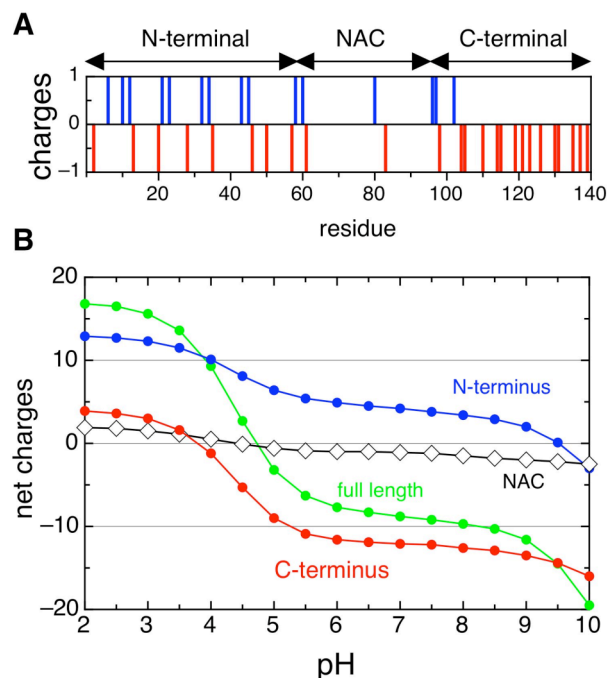 A
N-terminal NAC C-terminal
charges
1
0
−1
20 40 60 80 100 120 140
residue
B
net charges
20
10
0
−10
−20
N-terminus
NAC
full length
C-terminus
2 3 4 5 6 7 8 9 10
pH